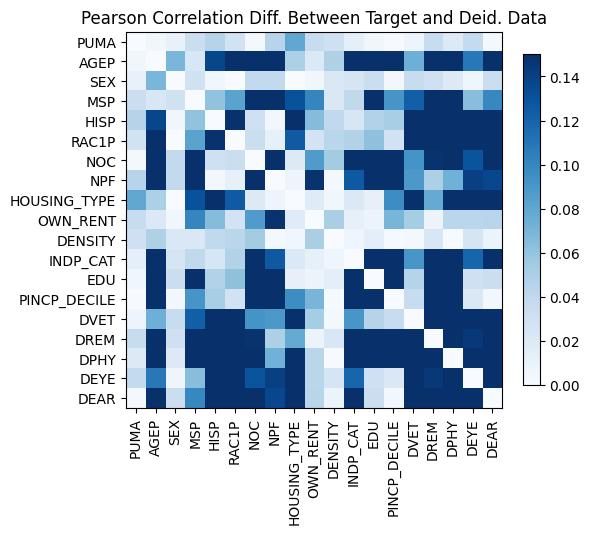 Pearson Correlation Diff. Between Target and Deid. Data
PUMA
AGEP
SEX
MSP
HISP
RAC1P
NOC
NPF
HOUSING_TYPE
OWN_RENT
DENSITY
INDP_CAT
EDU
PINCP_DECILE
DVET
DREM
DPHY
DEYE
DEAR
PUMA
AGEP
SEX
MSP
HISP
RAC1P
NOC
NPF
HOUSING_TYPE
OWN_RENT
DENSITY
INDP_CAT
EDU
PINCP_DECILE
DVET
DREM
DPHY
DEYE
DEAR
0.14
0.12
0.10
0.08
0.06
0.04
0.02
0.00